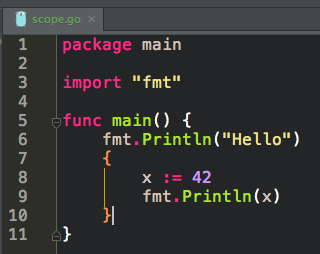 scope.go ×
1 package main
2
3 import "fmt"
4
5 func main() {
6     fmt.Println("Hello")
7     {
8         x := 42
9         fmt.Println(x)
10     }
11 }